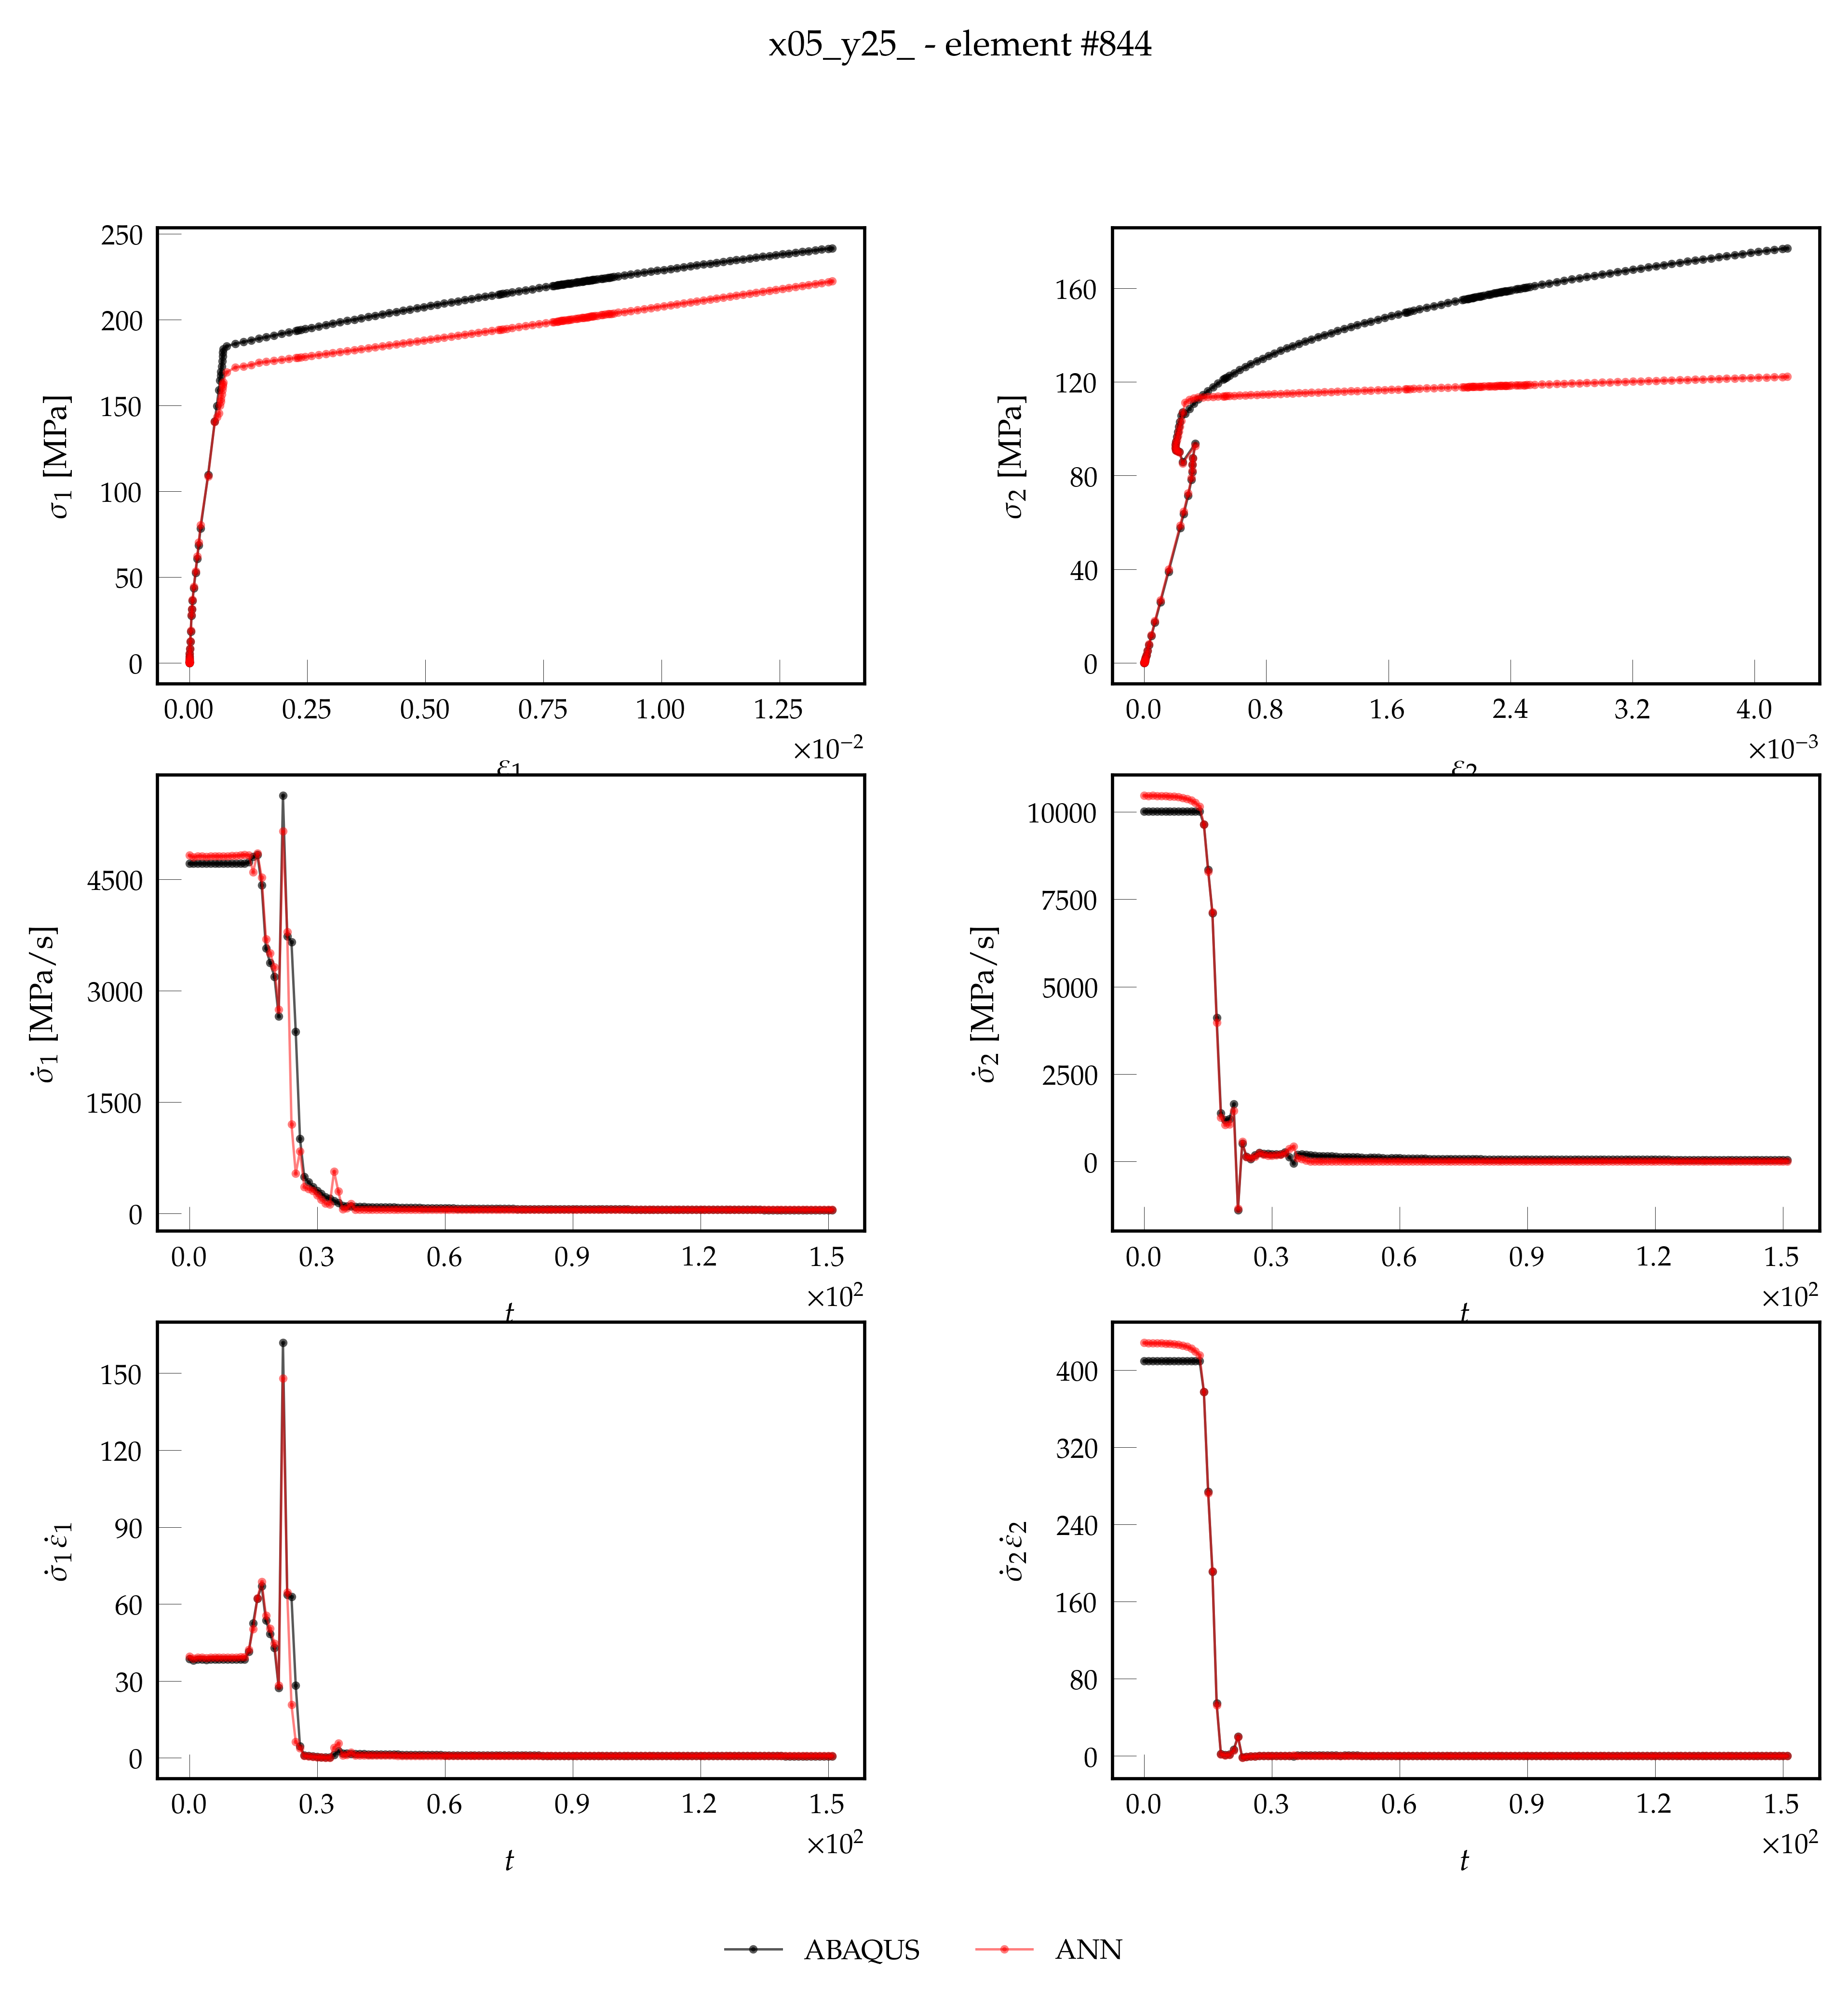 x05_y25_ - element #844
250
200
150
100
50
0
σ1 [MPa]
0.00 0.25 0.50 0.75 1.00 1.25
×10−2
ε1
160
120
80
40
0
σ2 [MPa]
0.0 0.8 1.6 2.4 3.2 4.0
×10−3
ε2
4500
3000
1500
0
σ̇1 [MPa/s]
0.0 0.3 0.6 0.9 1.2 1.5
×10²
t
10000
7500
5000
2500
0
σ̇2 [MPa/s]
0.0 0.3 0.6 0.9 1.2 1.5
×10²
t
150
120
90
60
30
0
σ̇1ε̇1
0.0 0.3 0.6 0.9 1.2 1.5
×10²
t
400
320
240
160
80
0
σ̇2ε̇2
0.0 0.3 0.6 0.9 1.2 1.5
×10²
t
ABAQUS ANN